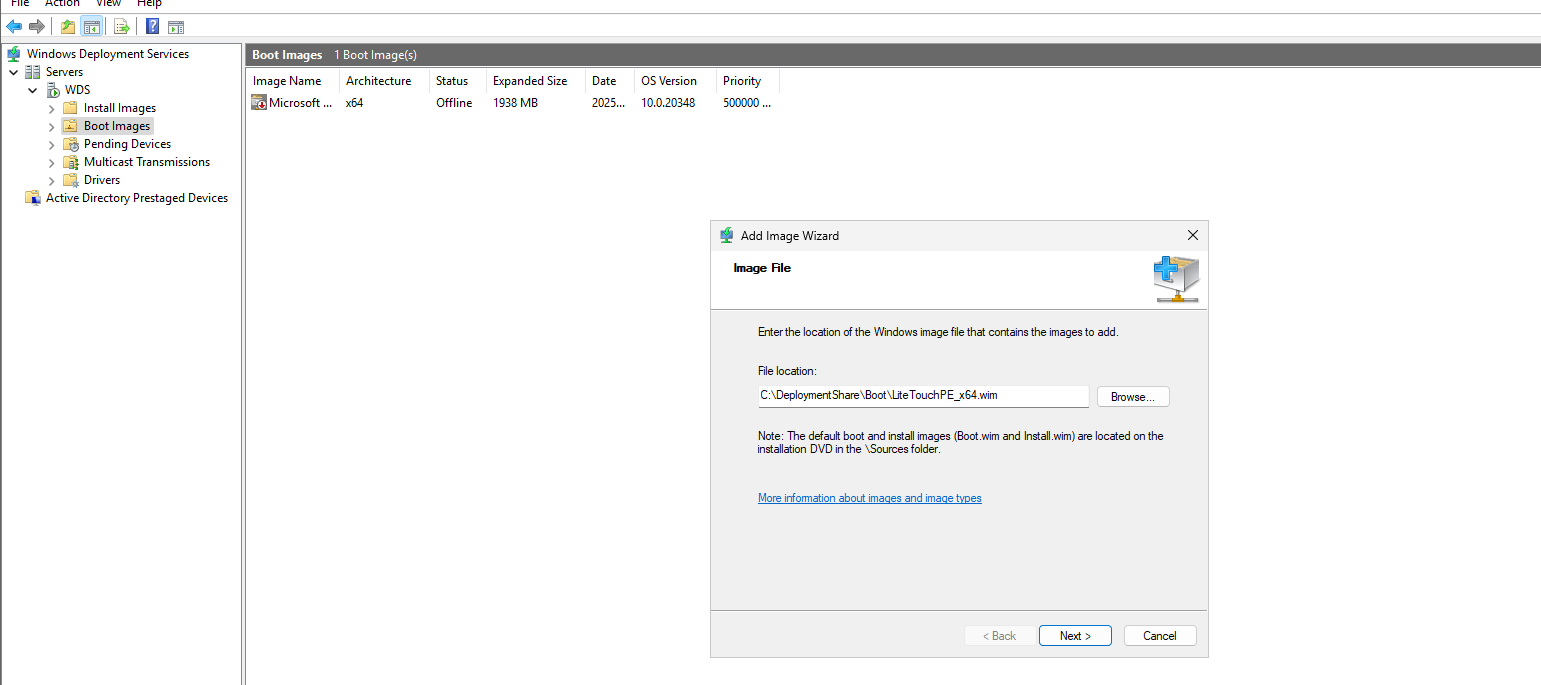 File Action View Help
Windows Deployment Services
Servers
WDS
Install Images
Boot Images
Pending Devices
Multicast Transmissions
Drivers
Active Directory Prestaged Devices
Boot Images 1 Boot Image(s)
Image Name Architecture Status Expanded Size Date OS Version Priority
Microsoft ... x64 Offline 1938 MB 2025... 10.0.20348 500000 ...
Add Image Wizard
Image File
Enter the location of the Windows image file that contains the images to add.
File location:
C:\DeploymentShare\Boot\LiteTouchPE_x64.wim
Browse...
Note: The default boot and install images (Boot.wim and Install.wim) are located on the
installation DVD in the \Sources folder.
More information about images and image types
< Back Next > Cancel